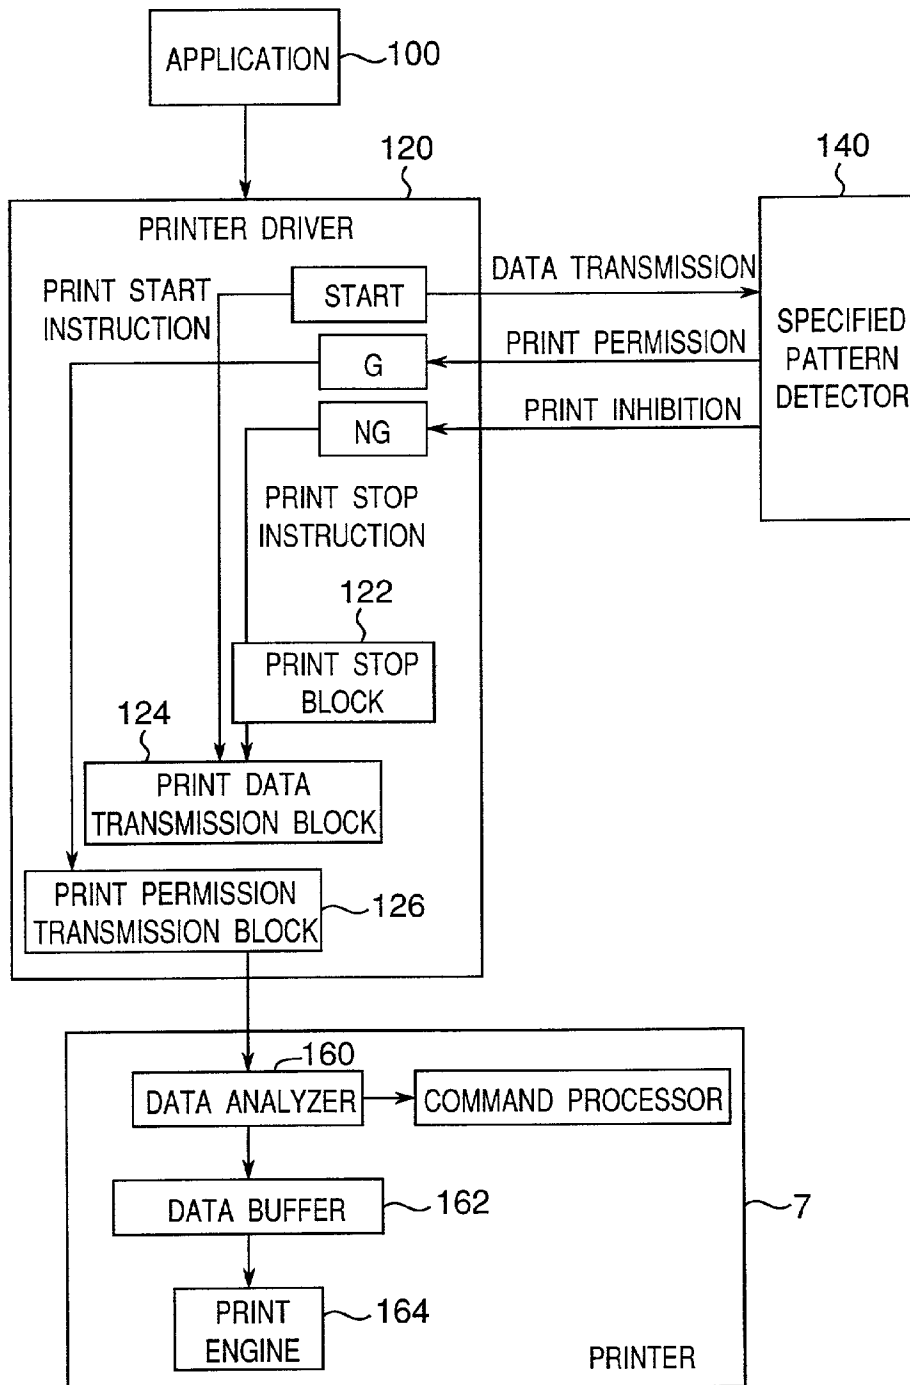 APPLICATION
100
120
140
PRINTER DRIVER
DATA TRANSMISSION
PRINT START
INSTRUCTION
START
SPECIFIED
PATTERN
DETECTOR
PRINT PERMISSION
G
PRINT INHIBITION
NG
PRINT STOP
INSTRUCTION
122
PRINT STOP
BLOCK
124
PRINT DATA
TRANSMISSION BLOCK
PRINT PERMISSION
TRANSMISSION BLOCK
126
160
DATA ANALYZER
COMMAND PROCESSOR
DATA BUFFER
162
7
PRINT
ENGINE
164
PRINTER